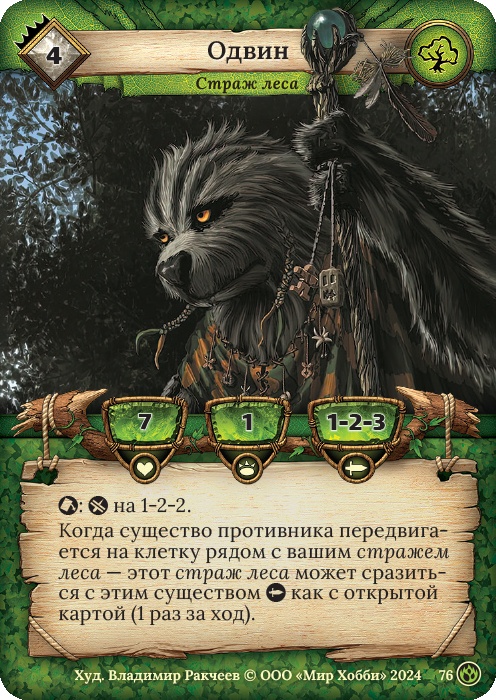 4
Одвин
Страж леса
7
1
1-2-3
: на 1-2-2.
Когда существо противника передвига-
ется на клетку рядом с вашим стражем
леса — этот страж леса может сразить-
ся с этим существом как с открытой
картой (1 раз за ход).
Худ. Владимир Ракчеев © ООО «Мир Хобби» 2024 76